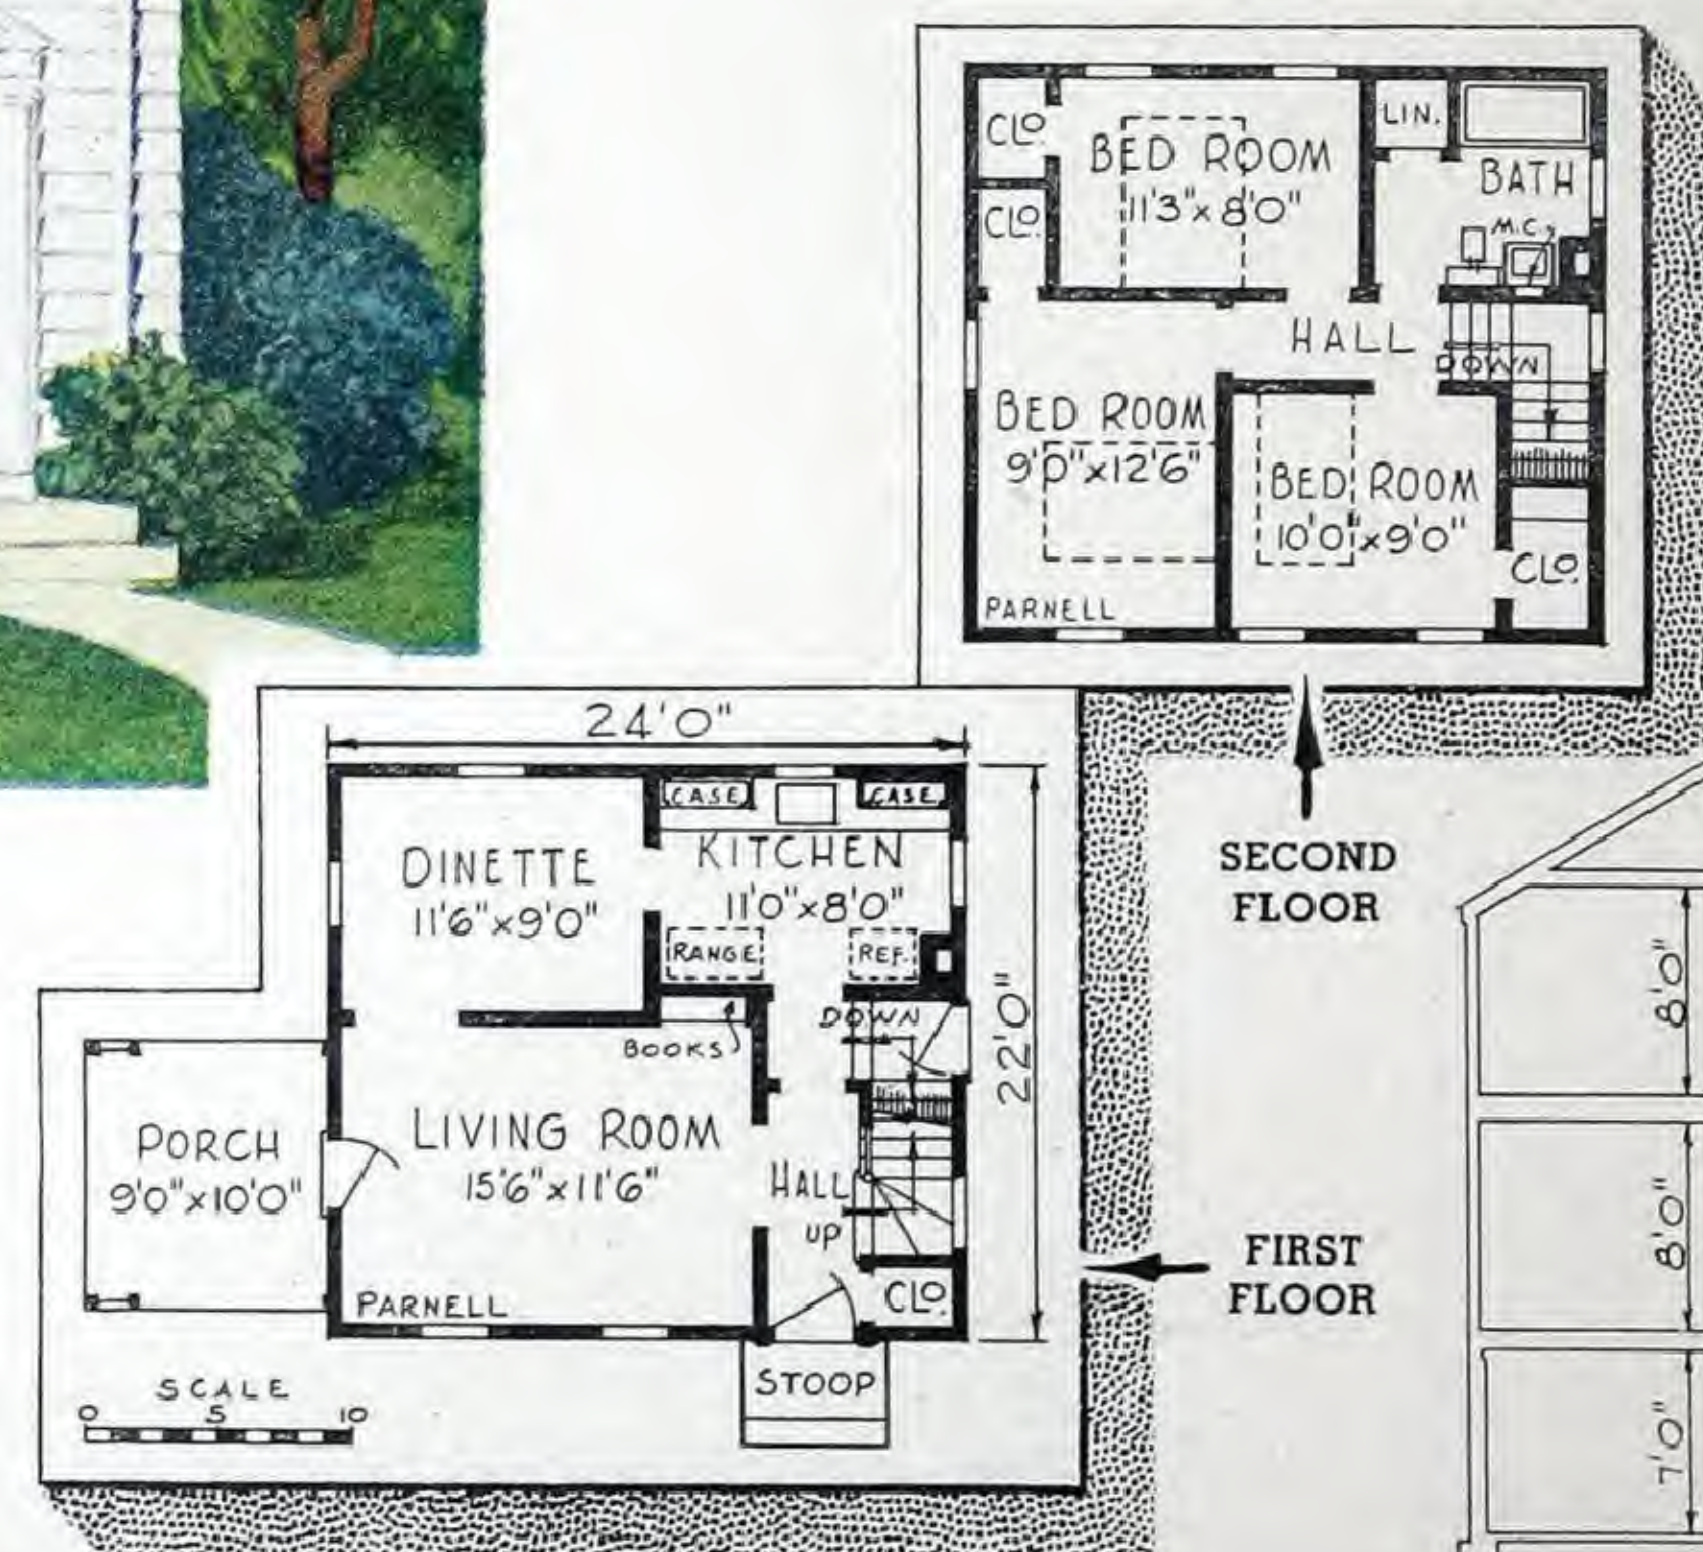 CLO.
BED ROOM
11'3"x8'0"
LIN.
BATH
M.C.
CLO.
HALL
DOWN
BED ROOM
9'0"x12'6"
BED ROOM
10'0"x9'0"
CLO.
PARNELL
SECOND
FLOOR
24'0"
CASE
CASE
DINETTE
11'6"x9'0"
KITCHEN
11'0"x8'0"
RANGE
REF.
DOWN
BOOKS
22'0"
PORCH
9'0"x10'0"
LIVING ROOM
15'6"x11'6"
HALL
UP
CLO.
PARNELL
STOOP
SCALE
0 5 10
FIRST
FLOOR
8'0"
8'0"
7'0"